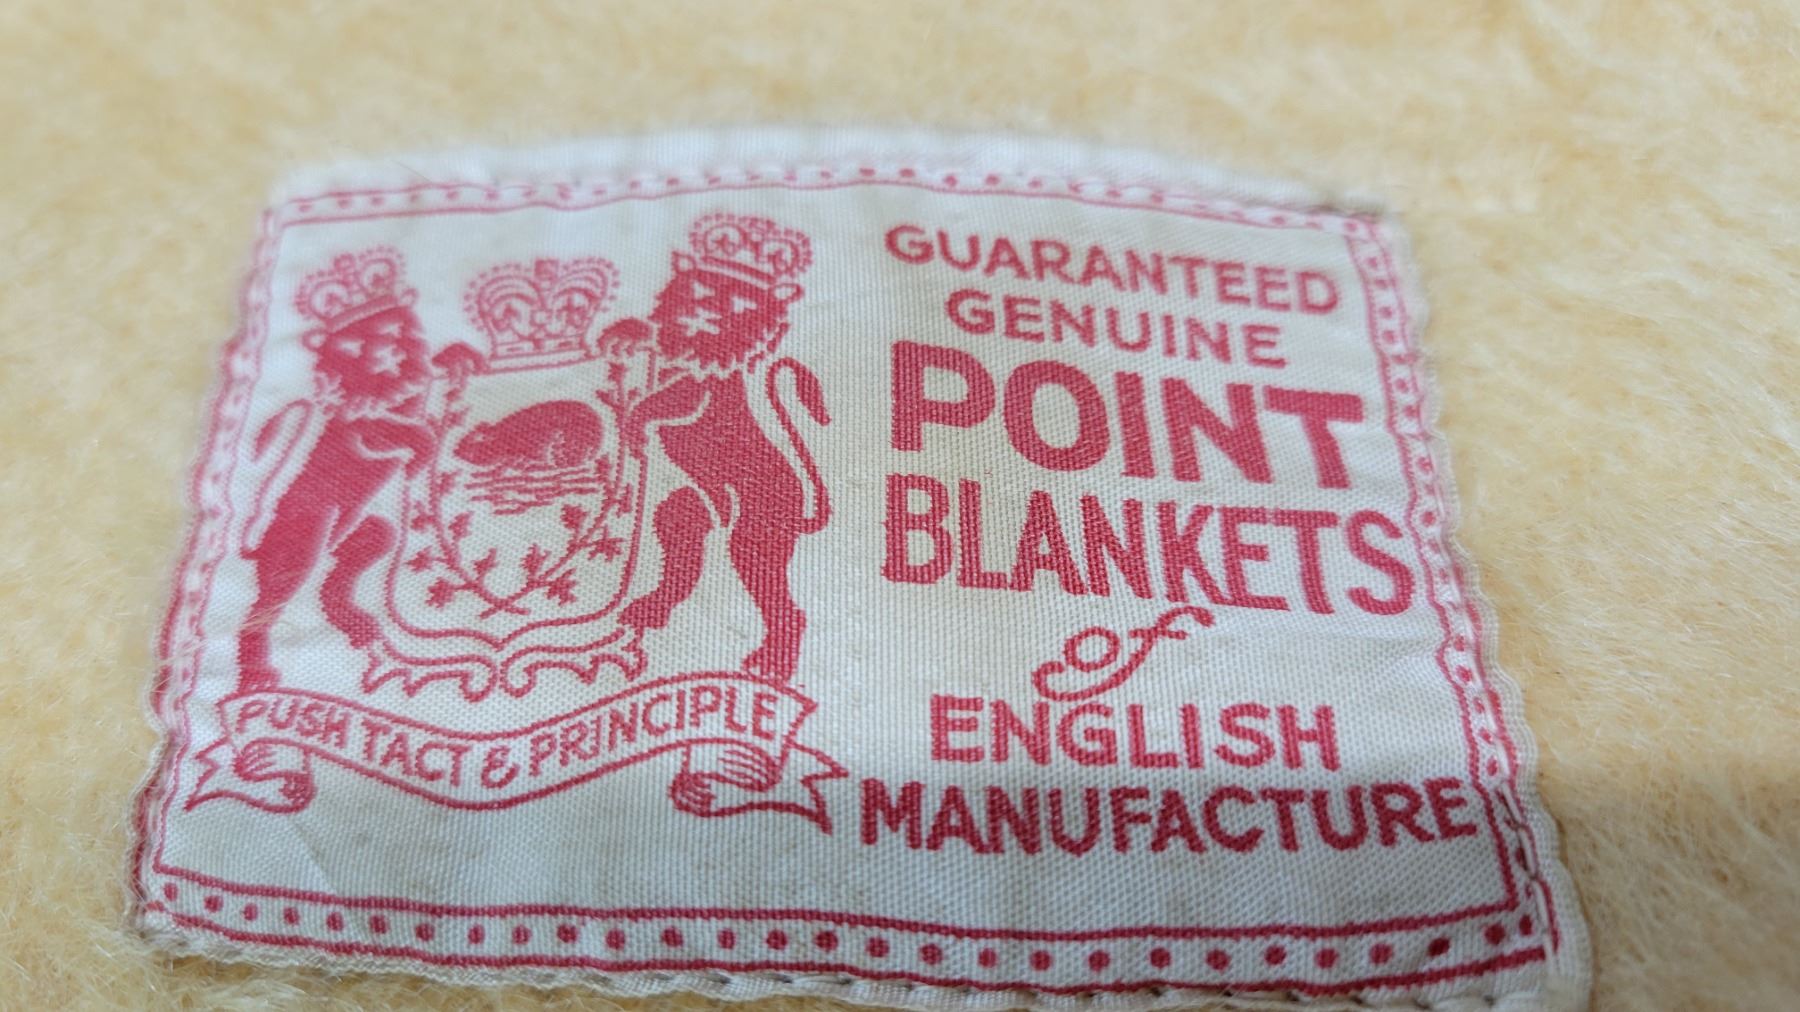 GUARANTEED
GENUINE
POINT
BLANKETS
of
ENGLISH
MANUFACTURE
PUSH TACT & PRINCIPLE